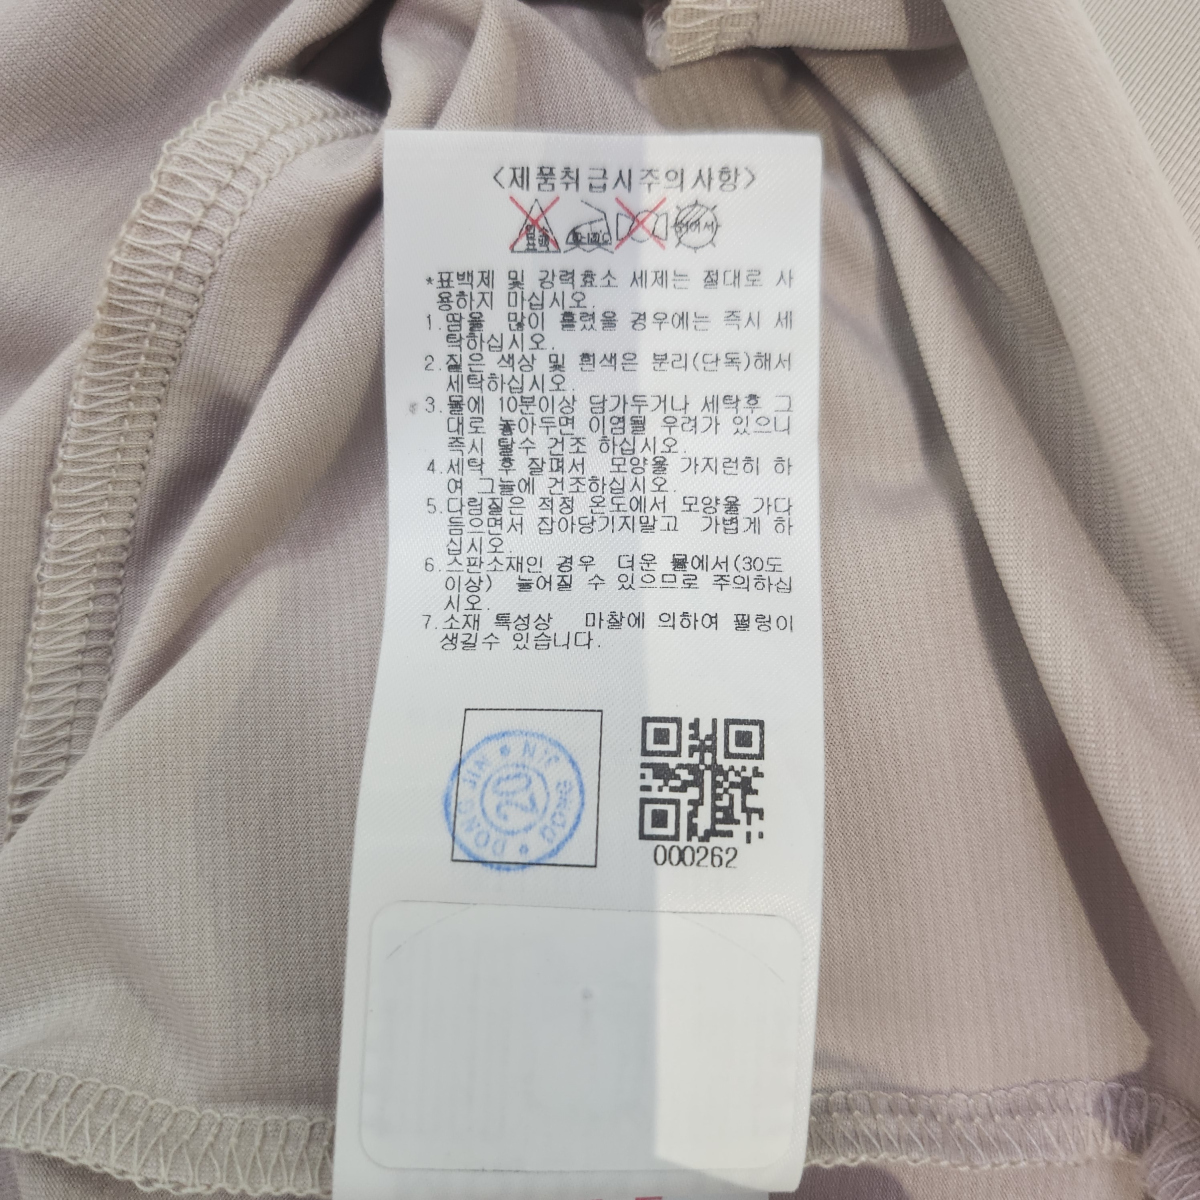 <제품취급시주의사항>
*표백제 및 강력효소 세제는 절대로 사
용하지 마십시오.
1.땀을 많이 흘렸을 경우에는 즉시 세
탁하십시오.
2.짙은 색상 및 흰색은 분리(단독)해서
세탁하십시오.
3.물에 10분이상 담가두거나 세탁후 그
대로 놓아두면 이염될 우려가 있으니
즉시 탈수 건조 하십시오.
4.세탁 후 잘펴서 모양을 가지런히 하
여 그늘에 건조하십시오.
5.다림질은 적정 온도에서 모양을 가다
듬으면서 잡아당기지말고 가볍게 하
십시오.
6.스판소재인 경우 더운 물에서(30도
이상) 늘어질 수 있으므로 주의하십
시오.
7.소재 특성상 마찰에 의하여 필링이
생길수 있습니다.
DONG JIN
20
000262